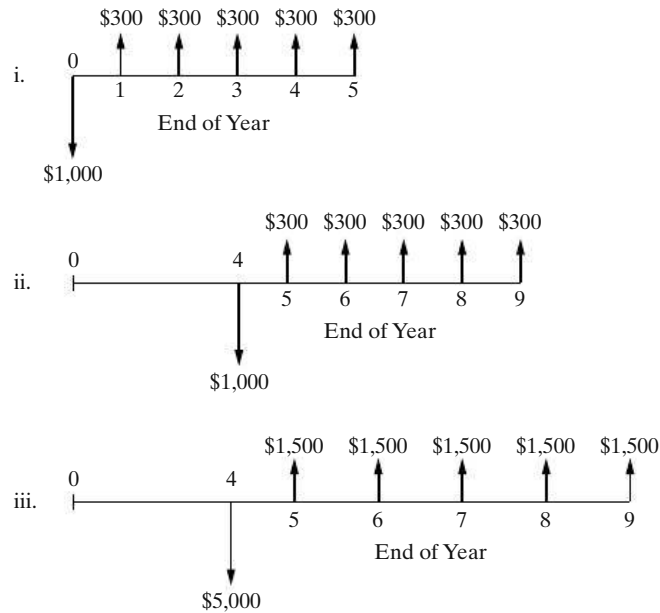 $300 $300 $300 $300 $300
0
i.
1 2 3 4 5
End of Year
$1,000
$300 $300 $300 $300 $300
0 4
ii.
5 6 7 8 9
End of Year
$1,000
$1,500 $1,500 $1,500 $1,500 $1,500
0 4
iii.
5 6 7 8 9
End of Year
$5,000